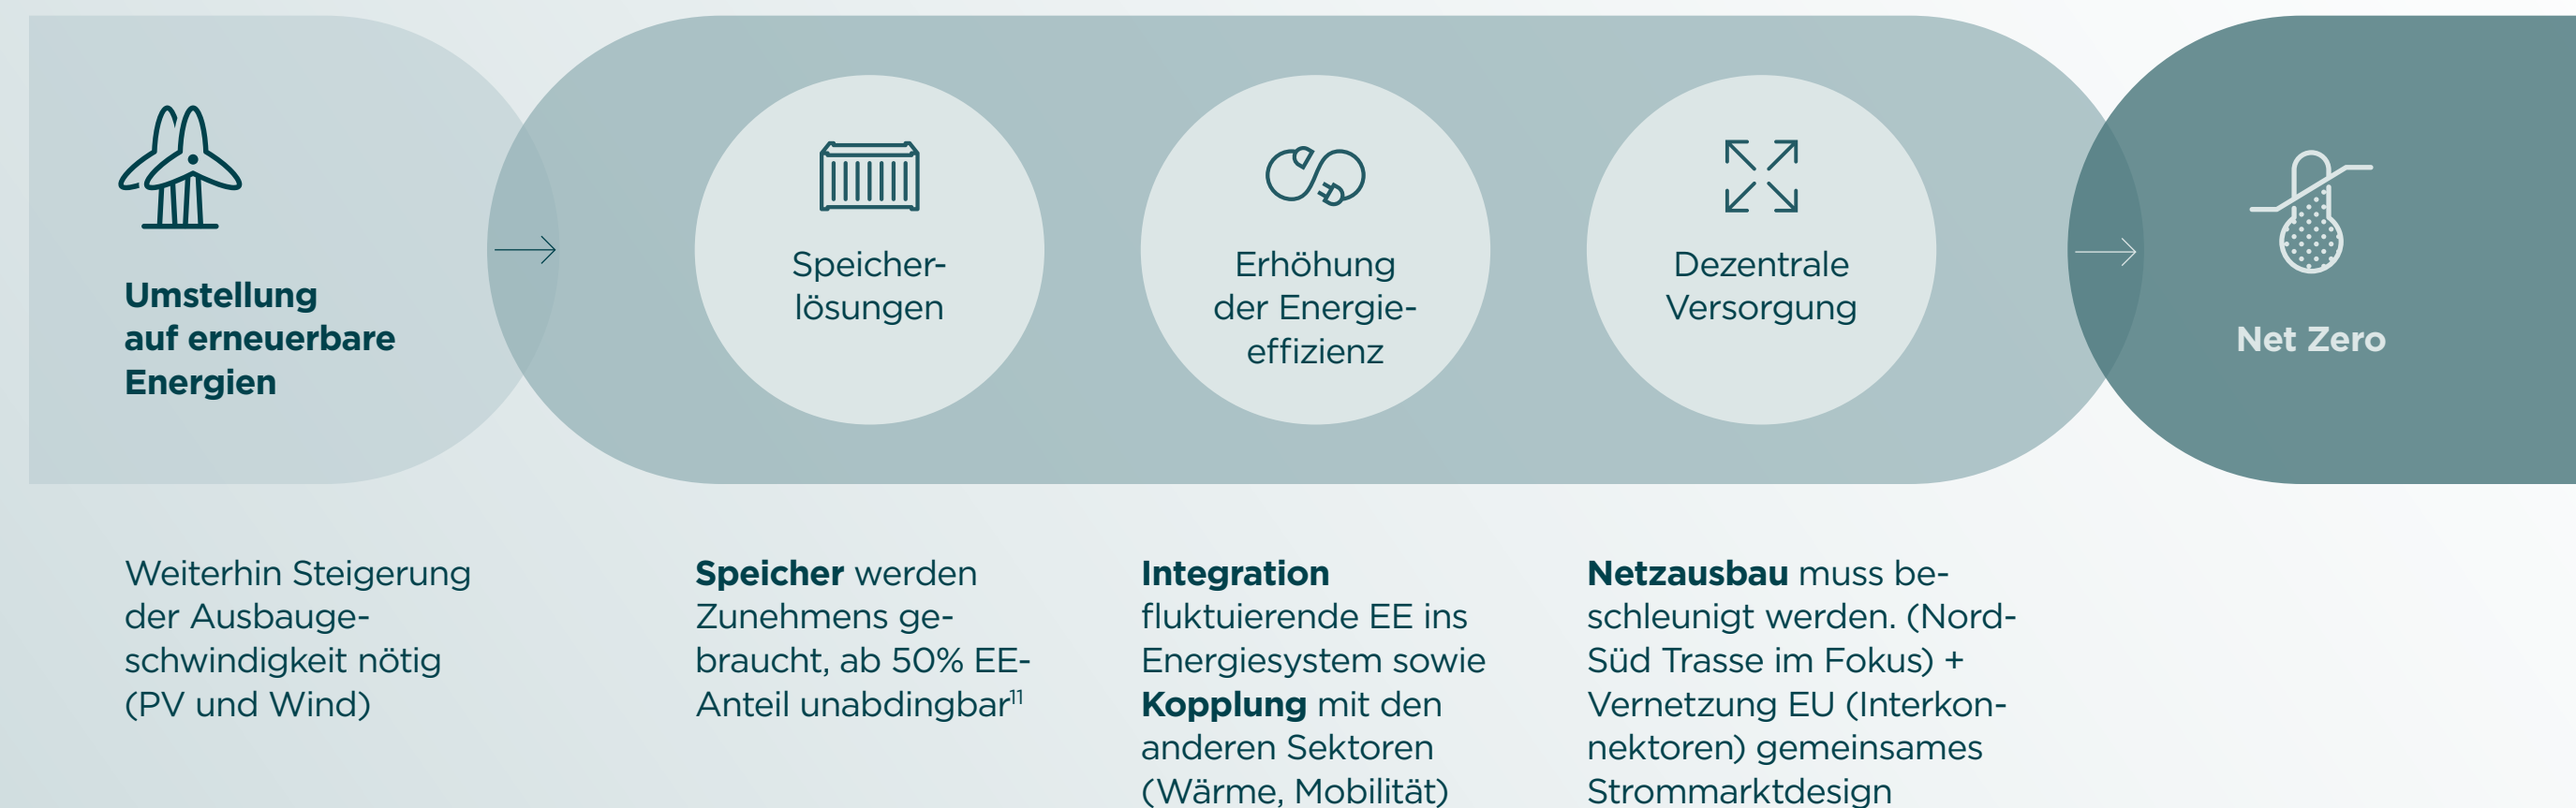 Umstellung
auf erneuerbare
Energien
Speicher-
lösungen
Erhöhung
der Energie-
effizienz
Dezentrale
Versorgung
Net Zero
Weiterhin Steigerung
der Ausbauge-
schwindigkeit nötig
(PV und Wind)
Speicher werden
Zunehmens ge-
braucht, ab 50% EE-
Anteil unabdingbar¹¹
Integration
fluktuierende EE ins
Energiesystem sowie
Kopplung mit den
anderen Sektoren
(Wärme, Mobilität)
Netzausbau muss be-
schleunigt werden. (Nord-
Süd Trasse im Fokus) +
Vernetzung EU (Interkon-
nektoren) gemeinsames
Strommarktdesign